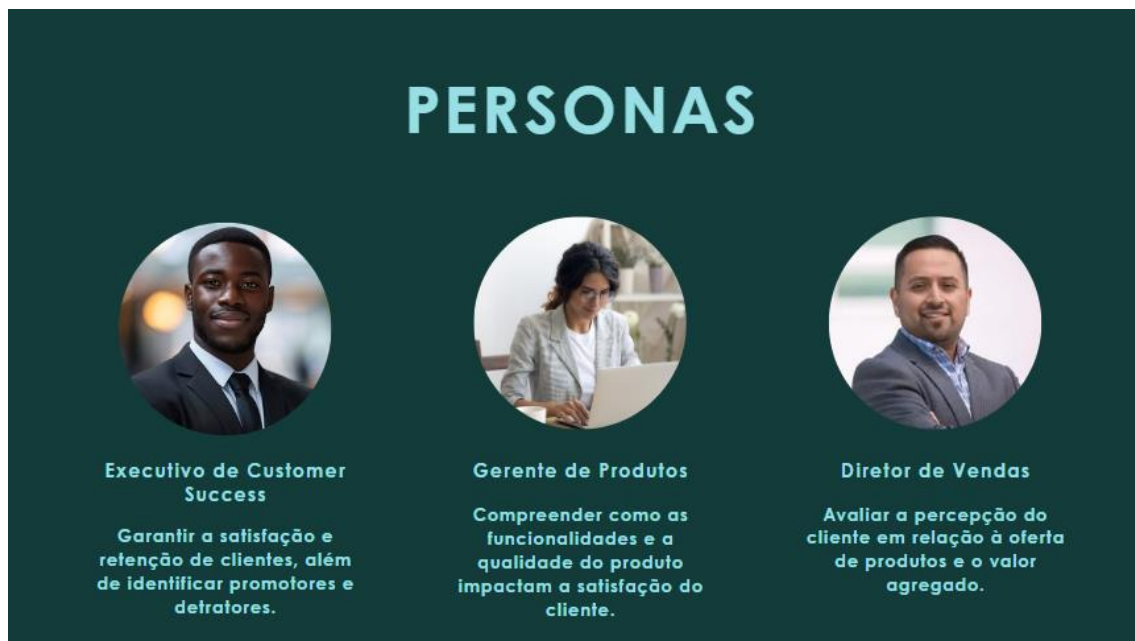 PERSONAS
Executivo de Customer
Success
Garantir a satisfação e
retenção de clientes, além
de identificar promotores e
detratores.
Gerente de Produtos
Compreender como as
funcionalidades e a
qualidade do produto
impactam a satisfação do
cliente.
Diretor de Vendas
Avaliar a percepção do
cliente em relação à oferta
de produtos e o valor
agregado.